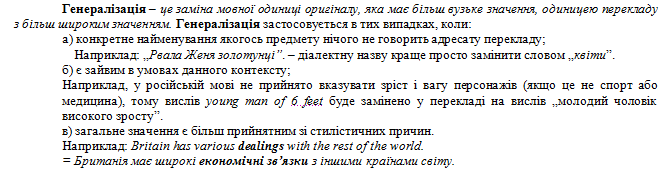 Генералізація – це заміна мовної одиниці оригіналу, яка має більш вузьке значення, одиницею перекладу
з більш широким значенням. Генералізація застосовується в тих випадках, коли:
а) конкретне найменування якогось предмету нічого не говорить адресату перекладу;
Наприклад: „Рвала Женя золотунці”. – діалектну назву краще просто замінити словом „квіти”.
б) є зайвим в умовах данного контексту;
Наприклад, у російській мові не прийнято вказувати зріст і вагу персонажів (якщо це не спорт або
медицина), тому вислів young man of 6 feet буде замінено у перекладі на вислів „молодий чоловік
високого зросту”.
в) загальне значення є більш прийнятним зі стилістичних причин.
Наприклад: Britain has various dealings with the rest of the world.
= Британія має широкі економічні зв’язки з іншими країнами світу.